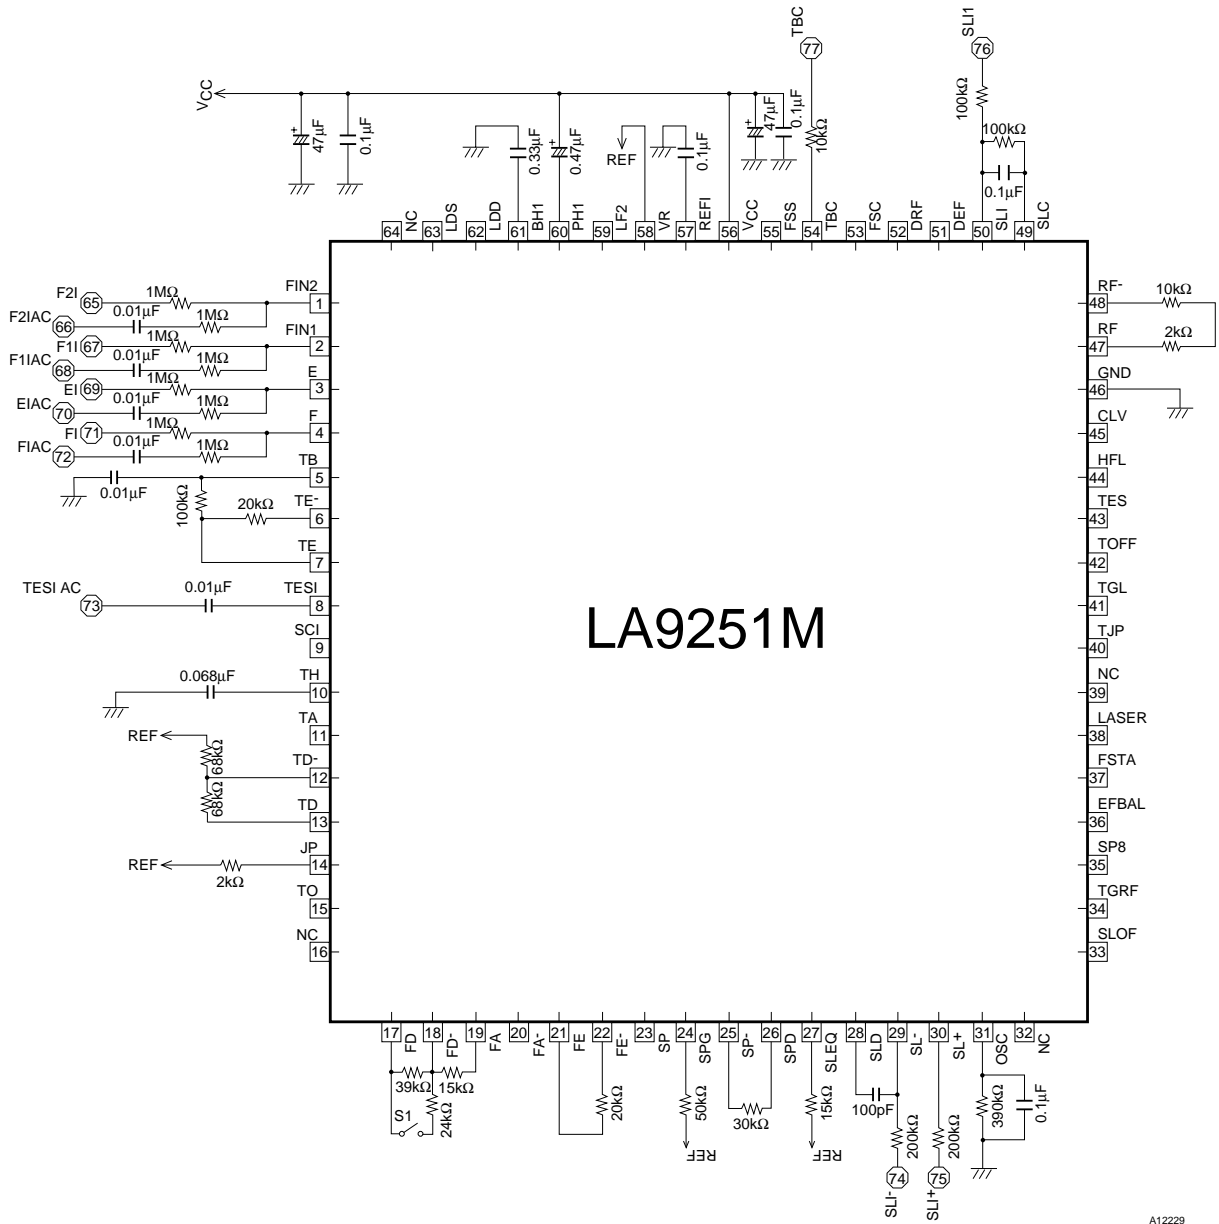 TBC
77
SLI1
76
VCC
47µF
0.1µF
0.33µF
0.47µF
REF
0.1µF
47µF
0.1µF
10kΩ
100kΩ
100kΩ
0.1µF
64 NC
63 LDS
62 LDD
61 BH1
60 PH1
59 LF2
58 VR
57 REFI
56 VCC
55 FSS
54 TBC
53 FSC
52 DRF
51 DEF
50 SLI
49 SLC
F2I 65 1MΩ FIN2 1
F2IAC 66 0.01µF 1MΩ
F1I 67 1MΩ FIN1 2
F1IAC 68 0.01µF 1MΩ
EI 69 1MΩ E 3
EIAC 70 0.01µF 1MΩ
FI 71 1MΩ F 4
FIAC 72 0.01µF 1MΩ
0.01µF TB 5
100kΩ
20kΩ TE- 6
TE 7
TESI AC 73 0.01µF TESI 8
SCI 9
0.068µF TH 10
REF TA 11
68kΩ
TD- 12
68kΩ
TD 13
REF 2kΩ JP 14
TO 15
NC 16
LA9251M
RF- 48 10kΩ
RF 47 2kΩ
GND 46
CLV 45
HFL 44
TES 43
TOFF 42
TGL 41
TJP 40
NC 39
LASER 38
FSTA 37
EFBAL 36
SP8 35
TGRF 34
SLOF 33
17 FD
18 FD-
19 FA
20 FA-
21 FE
22 FE-
23 SP
24 SPG
25 SP-
26 SPD
27 SLEQ
28 SLD
29 SL-
30 SL+
31 OSC
32 NC
39kΩ
15kΩ
S1
24kΩ
20kΩ
50kΩ
REF
30kΩ
15kΩ
REF
100pF
200kΩ
200kΩ
390kΩ
0.1µF
74
SLI-
75
SLI+
A12229